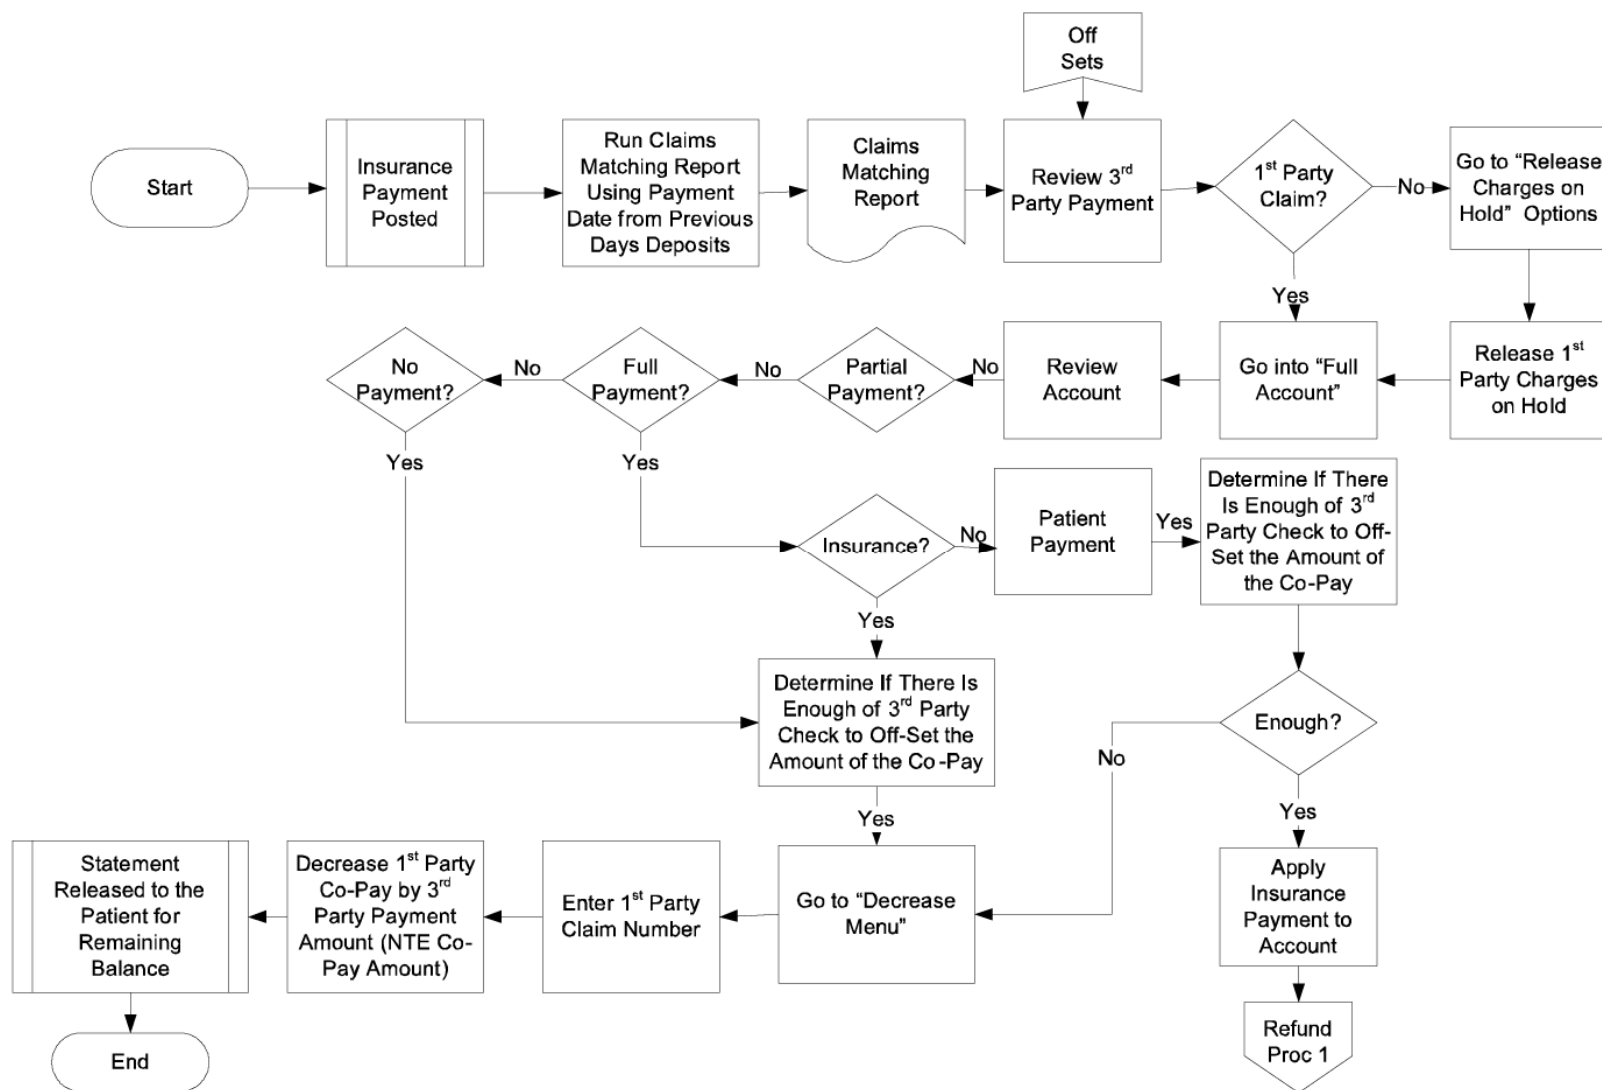 Off
Sets
Start
Insurance
Payment
Posted
Run Claims
Matching Report
Using Payment
Date from Previous
Days Deposits
Claims
Matching
Report
Review 3rd
Party Payment
1st Party
Claim?
No
Go to “Release
Charges on
Hold” Options
Yes
No
Payment?
No
Full
Payment?
No
Partial
Payment?
No
Review
Account
Go into “Full
Account”
Release 1st
Party Charges
on Hold
Yes
Yes
Insurance?
No
Patient
Payment
Yes
Determine If There
Is Enough of 3rd
Party Check to Off-
Set the Amount of
the Co-Pay
Yes
Determine If There Is
Enough of 3rd Party
Check to Off-Set the
Amount of the Co-Pay
Enough?
No
Yes
Yes
Statement
Released to the
Patient for
Remaining
Balance
Decrease 1st Party
Co-Pay by 3rd
Party Payment
Amount (NTE Co-
Pay Amount)
Enter 1st Party
Claim Number
Go to “Decrease
Menu”
Apply
Insurance
Payment to
Account
End
Refund
Proc 1